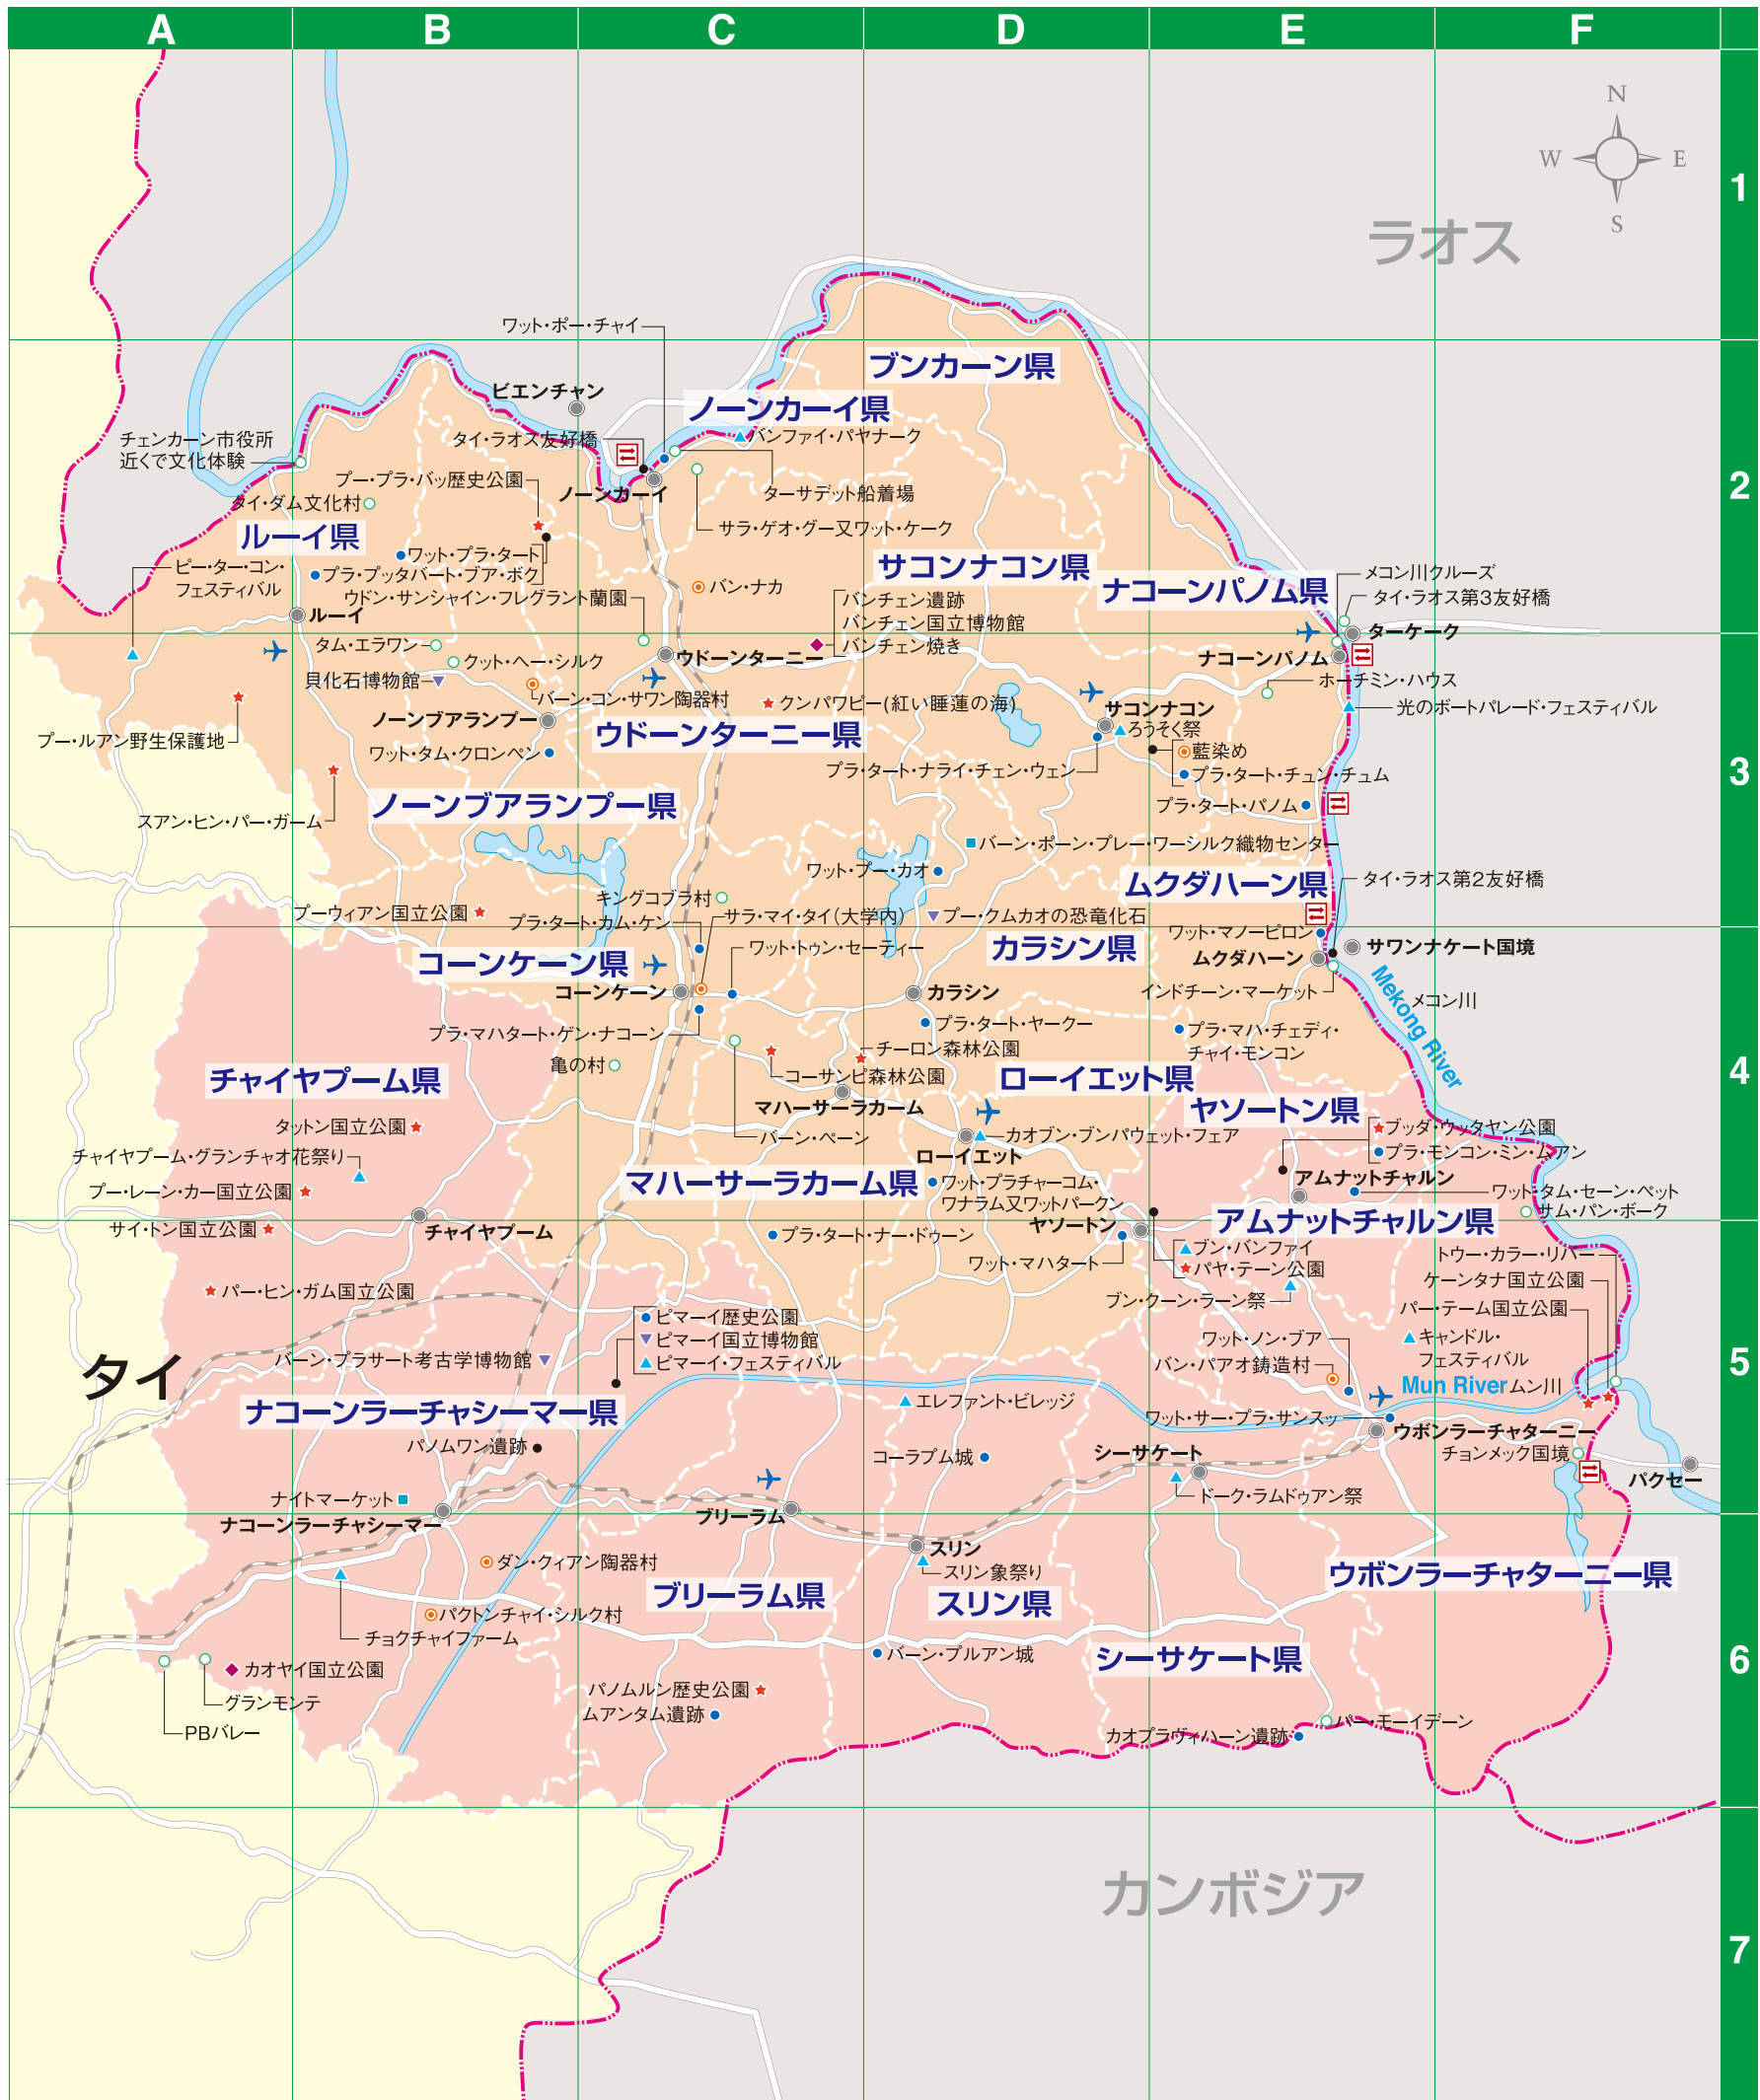 A
B
C
D
E
F
1
2
3
4
5
6
7
N
W
E
S
ラオス
ワット・ポー・チャイ
ブンカーン県
ビエンチャン
ノーンカーイ県
タイ・ラオス友好橋
バンファイ・パヤナーク
チェンカーン市役所
近くで文化体験
プー・プラ・バッ歴史公園
ノーンカーイ
ターサデット船着場
タイ・ダム文化村
サラ・ゲオ・グー又ワット・ケーク
ルーイ県
ワット・プラ・タート
サコンナコン県
ピー・ター・コン・
フェスティバル
プラ・プッタバート・ブア・ボク
バン・ナカ
ナコーンパノム県
メコン川クルーズ
ウドン・サンシャイン・フレグラント蘭園
バンチェン遺跡
バンチェン国立博物館
バンチェン焼き
タイ・ラオス第3友好橋
ルーイ
ターケーク
タム・エラワン
クット・ヘー・シルク
ウドーンターニー
ナコーンパノム
貝化石博物館
ホーチミン・ハウス
バーン・コン・サワン陶器村
クンパワピー(紅い睡蓮の海)
光のボートパレード・フェスティバル
サコンナコン
ノーンブアランプー
ろうそく祭
プー・ルアン野生保護地
ウドーンターニー県
ワット・タム・クロンペン
藍染め
プラ・タート・ナライ・チェン・ウェン
プラ・タート・チュン・チュム
ノーンブアランプー県
プラ・タート・パノム
スアン・ヒン・パー・ガーム
バーン・ポーン・プレー・ワーシルク織物センター
ワット・プー・カオ
ムクダハーン県
タイ・ラオス第2友好橋
キングコブラ村
プーウィアン国立公園
サラ・マイ・タイ(大学内)
プー・クムカオの恐竜化石
プラ・タート・カム・ケン
ワット・マノーピロン
ワット・トゥン・セーティー
カラシン県
サワンナケート国境
コーンケーン県
ムクダハーン
コーンケーン
カラシン
インドチーン・マーケット
Mekong River
メコン川
プラ・マハタート・ゲン・ナコーン
プラ・タート・ヤークー
プラ・マハ・チェディ・
チャイ・モンコン
チーロン森林公園
亀の村
コーサンピ森林公園
チャイヤプーム県
ローイエット県
マハーサーラカーム
ヤソートン県
タットン国立公園
バーン・ペーン
カオブン・ブンパウェット・フェア
ブッダ・ウッタヤン公園
プラ・モンコン・ミン・ムアン
チャイヤプーム・グランチャオ花祭り
ローイエット
アムナットチャルン
プー・レーン・カー国立公園
マハーサーラカーム県
ワット・プラチャーコム・
ワナラム又ワットパークン
ワット・タム・セーン・ペット
サム・パン・ボーク
サイ・トン国立公園
チャイヤプーム
ヤソートン
アムナットチャルン県
プラ・タート・ナー・ドゥーン
ブン・バンファイ
パヤ・テーン公園
トウー・カラー・リバー
ワット・マハタート
ケーンタナ国立公園
パー・ヒン・ガム国立公園
ブン・クーン・ラーン祭
パー・テーム国立公園
ピマーイ歴史公園
ピマーイ国立博物館
ピマーイ・フェスティバル
ワット・ノン・ブア
キャンドル・
フェスティバル
タイ
バーン・プラサート考古学博物館
バン・パアオ鋳造村
Mun River ムン川
エレファント・ビレッジ
ナコーンラーチャシーマー県
ワット・サー・プラ・サンスッ
ウボンラーチャターニー
パノムワン遺跡
コーラプム城
シーサケート
チョンメック国境
パクセー
ナイトマーケット
ドーク・ラムドゥアン祭
ナコーンラーチャシーマー
ブリーラム
スリン
ダン・クィアン陶器村
スリン象祭り
ウボンラーチャターニー県
ブリーラム県
スリン県
パクトンチャイ・シルク村
チョクチャイファーム
バーン・プルアン城
シーサケート県
カオヤイ国立公園
グランモンテ
パノムルン歴史公園
ムアンタム遺跡
PBバレー
パー・モーイデーン
カオプラヴィハーン遺跡
カンボジア